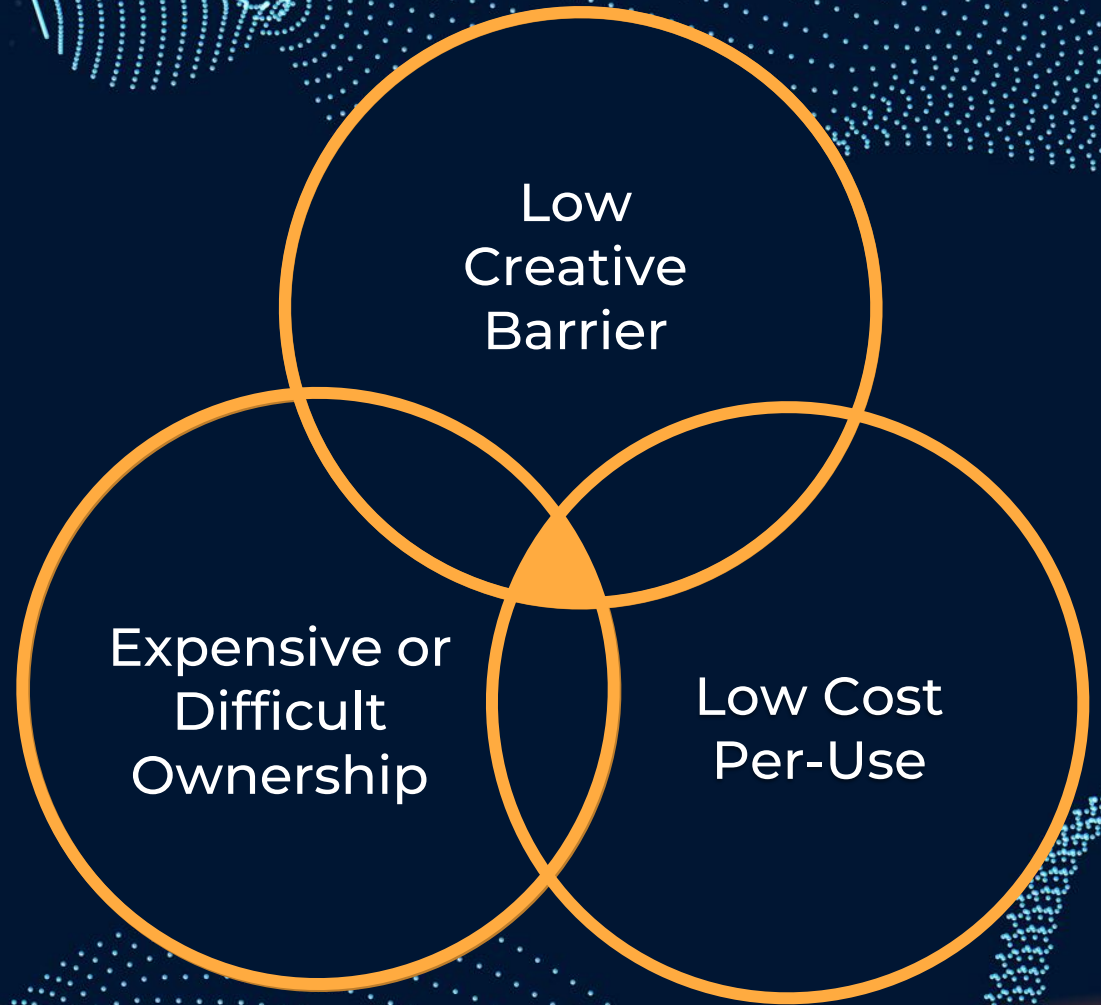 Low
Creative
Barrier
Expensive or
Difficult
Ownership
Low Cost
Per-Use